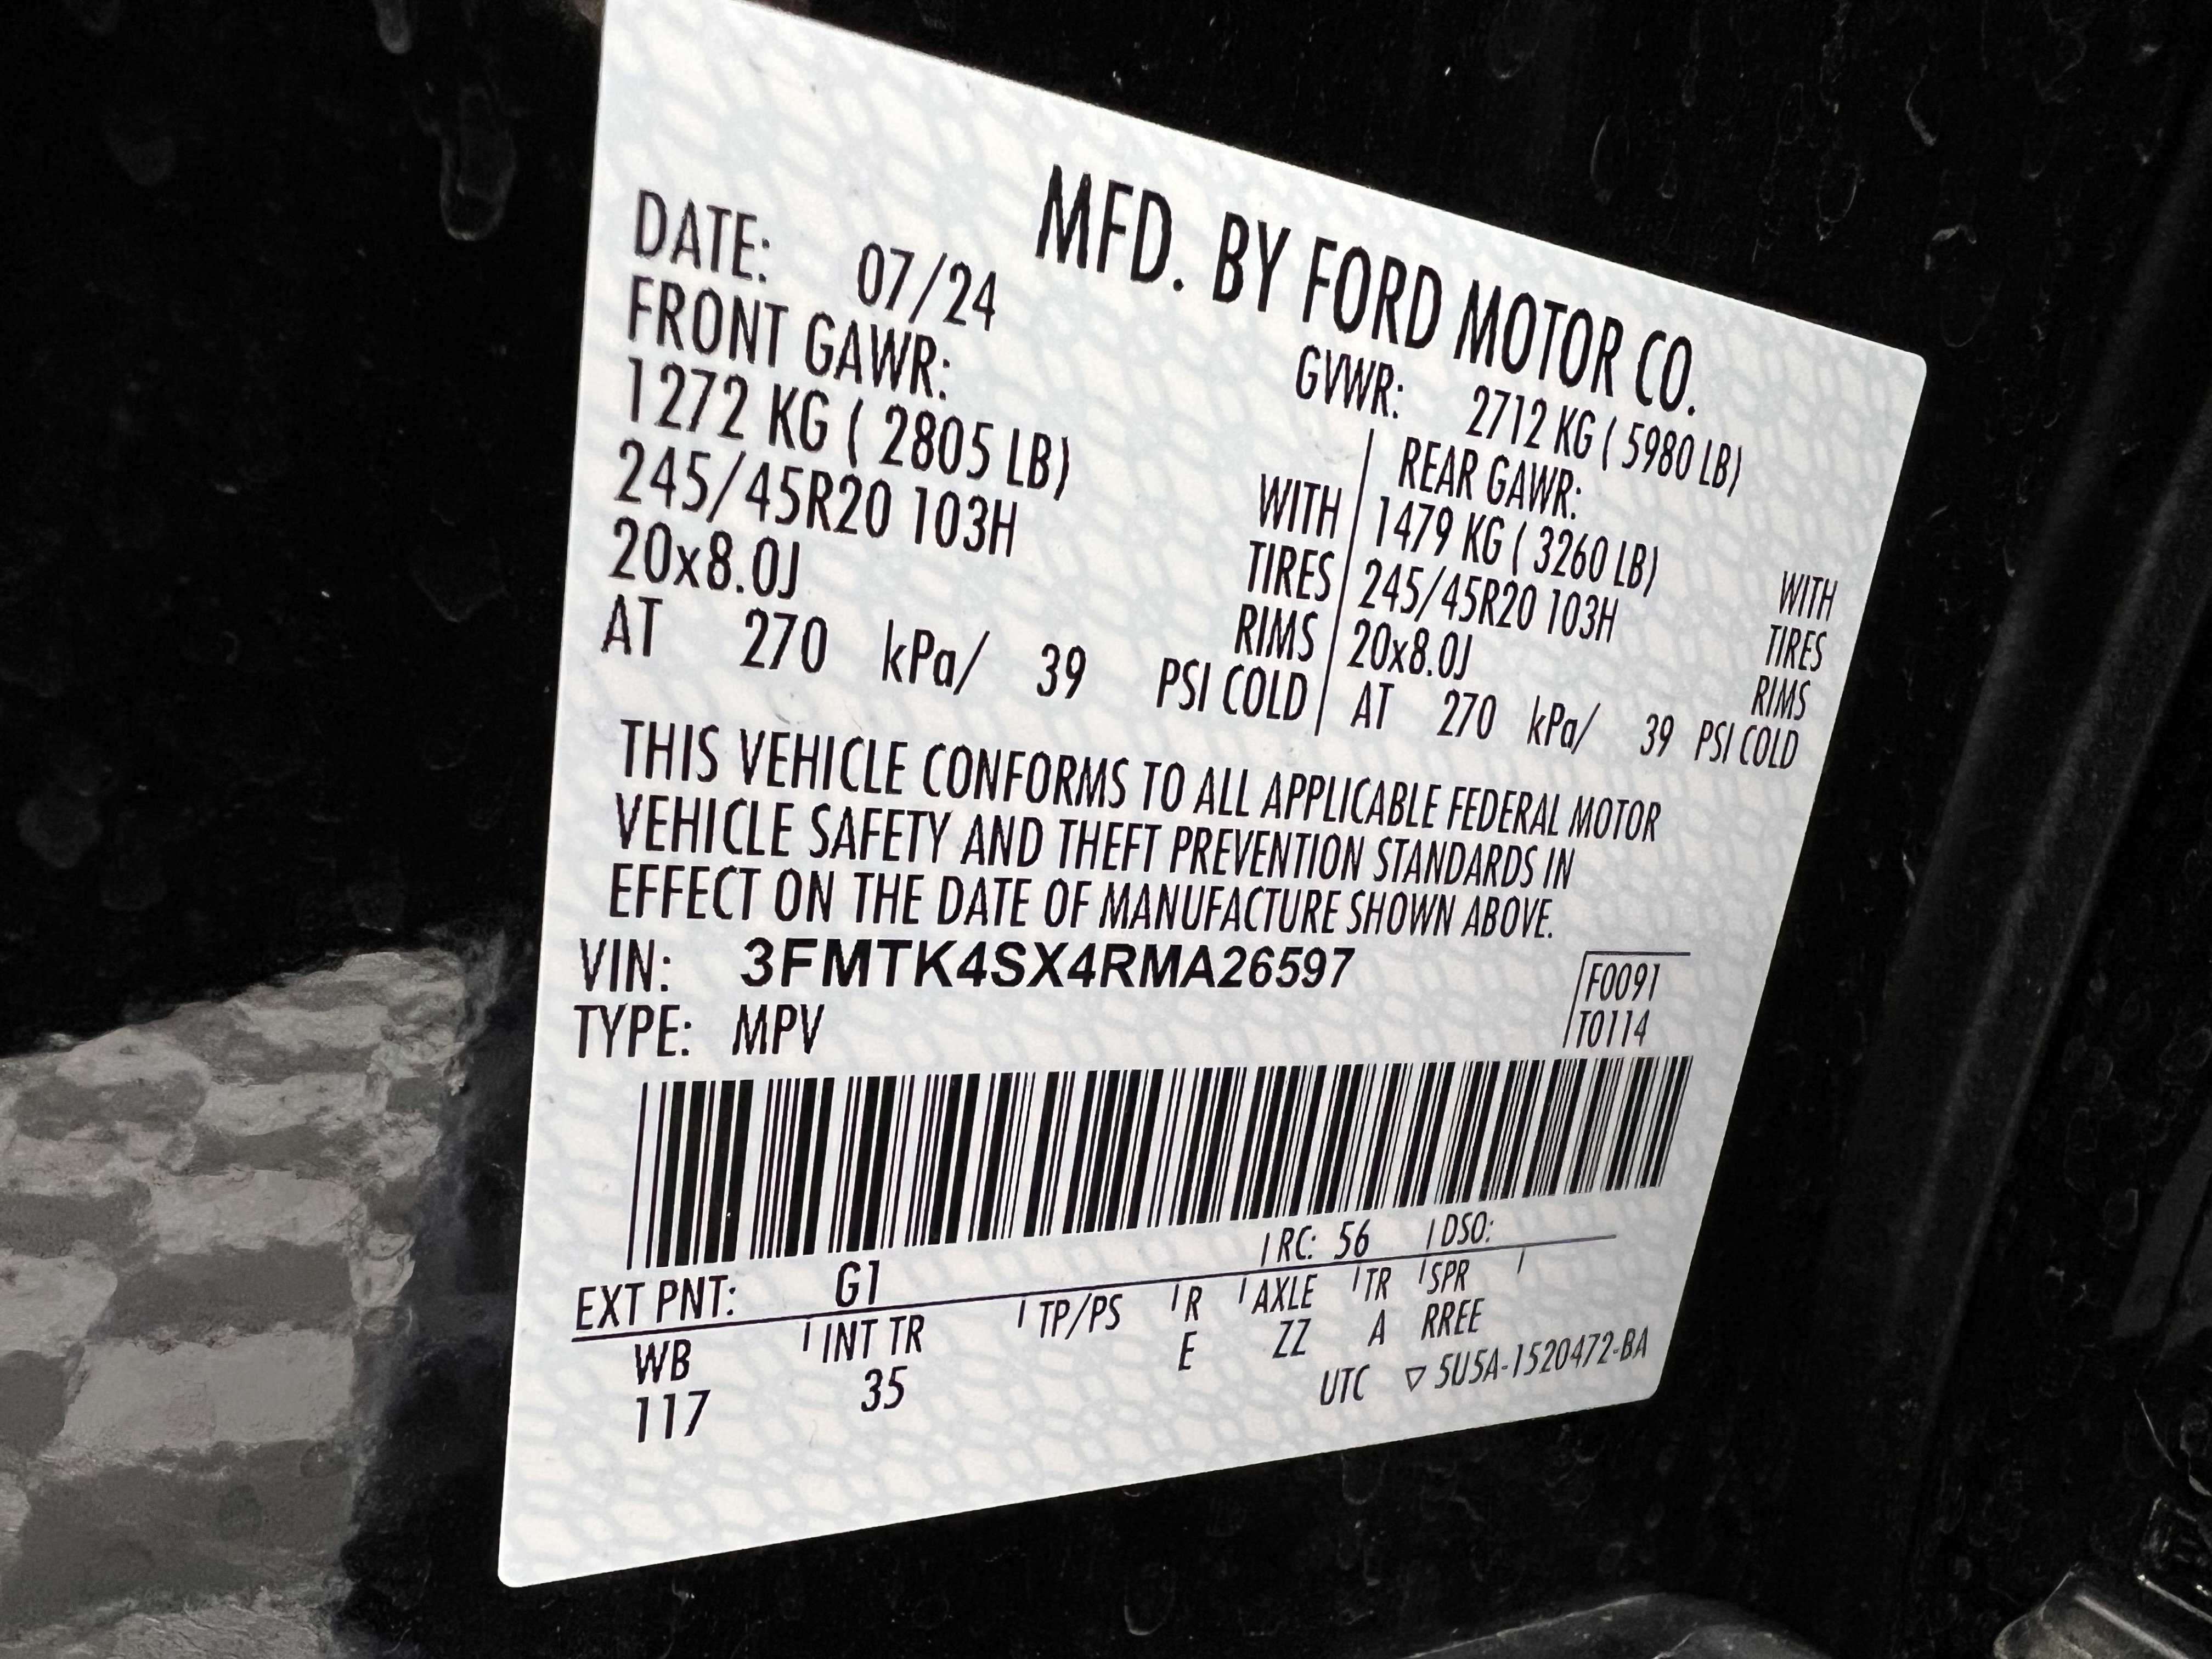 MFD. BY FORD MOTOR CO.
DATE: 07/24
GVWR: 2712 KG ( 5980 LB)
FRONT GAWR:
1272 KG ( 2805 LB) WITH
245/45R20 103H TIRES
20x8.0J RIMS
AT 270 kPa/ 39 PSI COLD
REAR GAWR:
1479 KG ( 3260 LB) WITH
245/45R20 103H TIRES
20x8.0J RIMS
AT 270 kPa/ 39 PSI COLD
THIS VEHICLE CONFORMS TO ALL APPLICABLE FEDERAL MOTOR
VEHICLE SAFETY AND THEFT PREVENTION STANDARDS IN
EFFECT ON THE DATE OF MANUFACTURE SHOWN ABOVE.
VIN: 3FMTK4SX4RMA26597
TYPE: MPV
F0091
T0114
EXT PNT: G1 RC: 56 DSO:
WB INT TR TP/PS R AXLE TR SPR
117 35 E ZZ A RREE
UTC ▽ 5U5A-1520472-BA